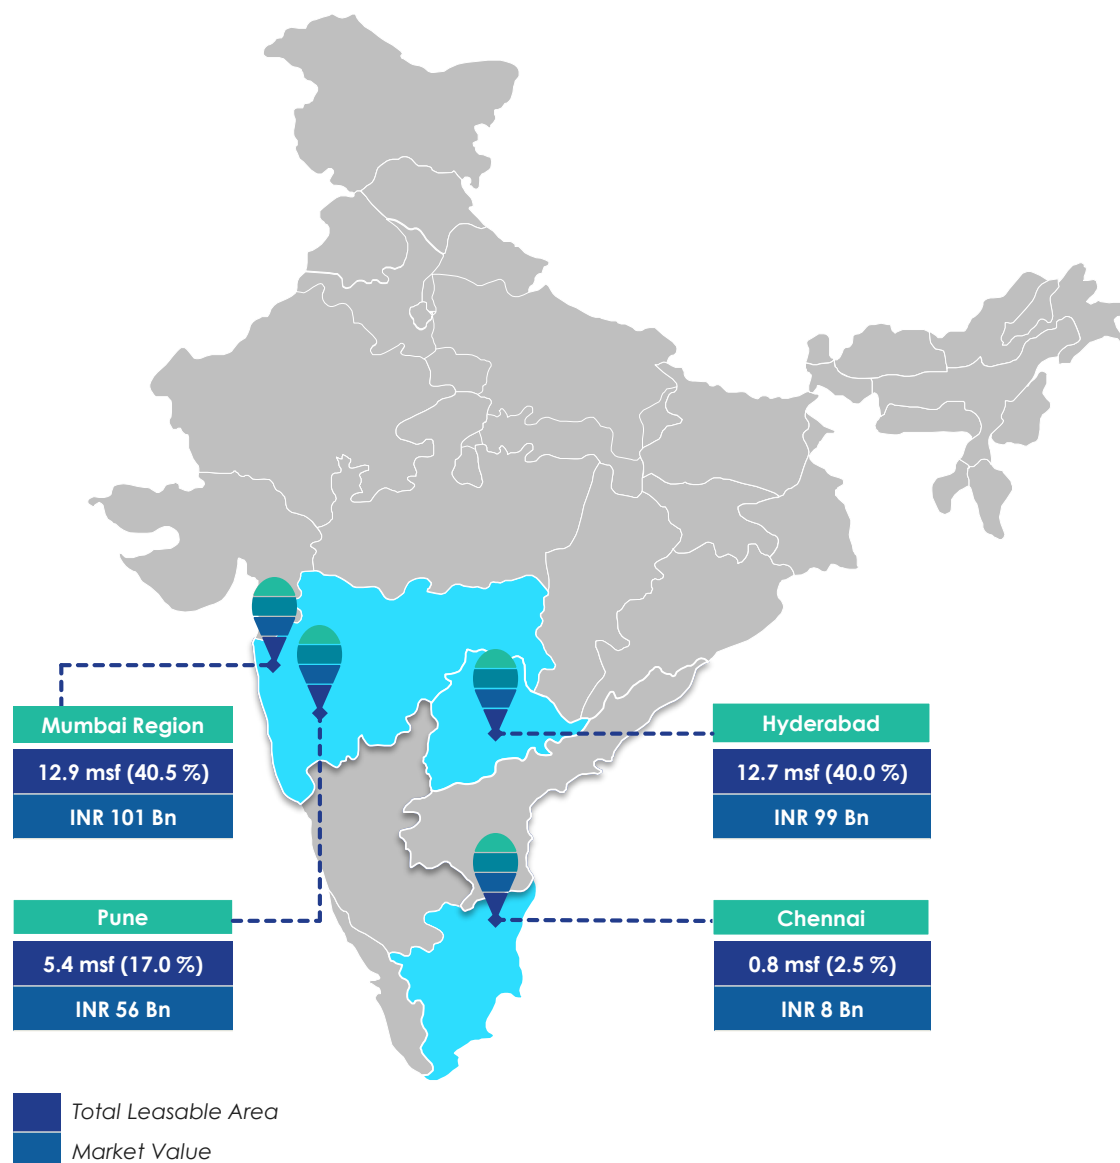 Mumbai Region
12.9 msf (40.5 %)
INR 101 Bn
Hyderabad
12.7 msf (40.0 %)
INR 99 Bn
Pune
5.4 msf (17.0 %)
INR 56 Bn
Chennai
0.8 msf (2.5 %)
INR 8 Bn
Total Leasable Area
Market Value